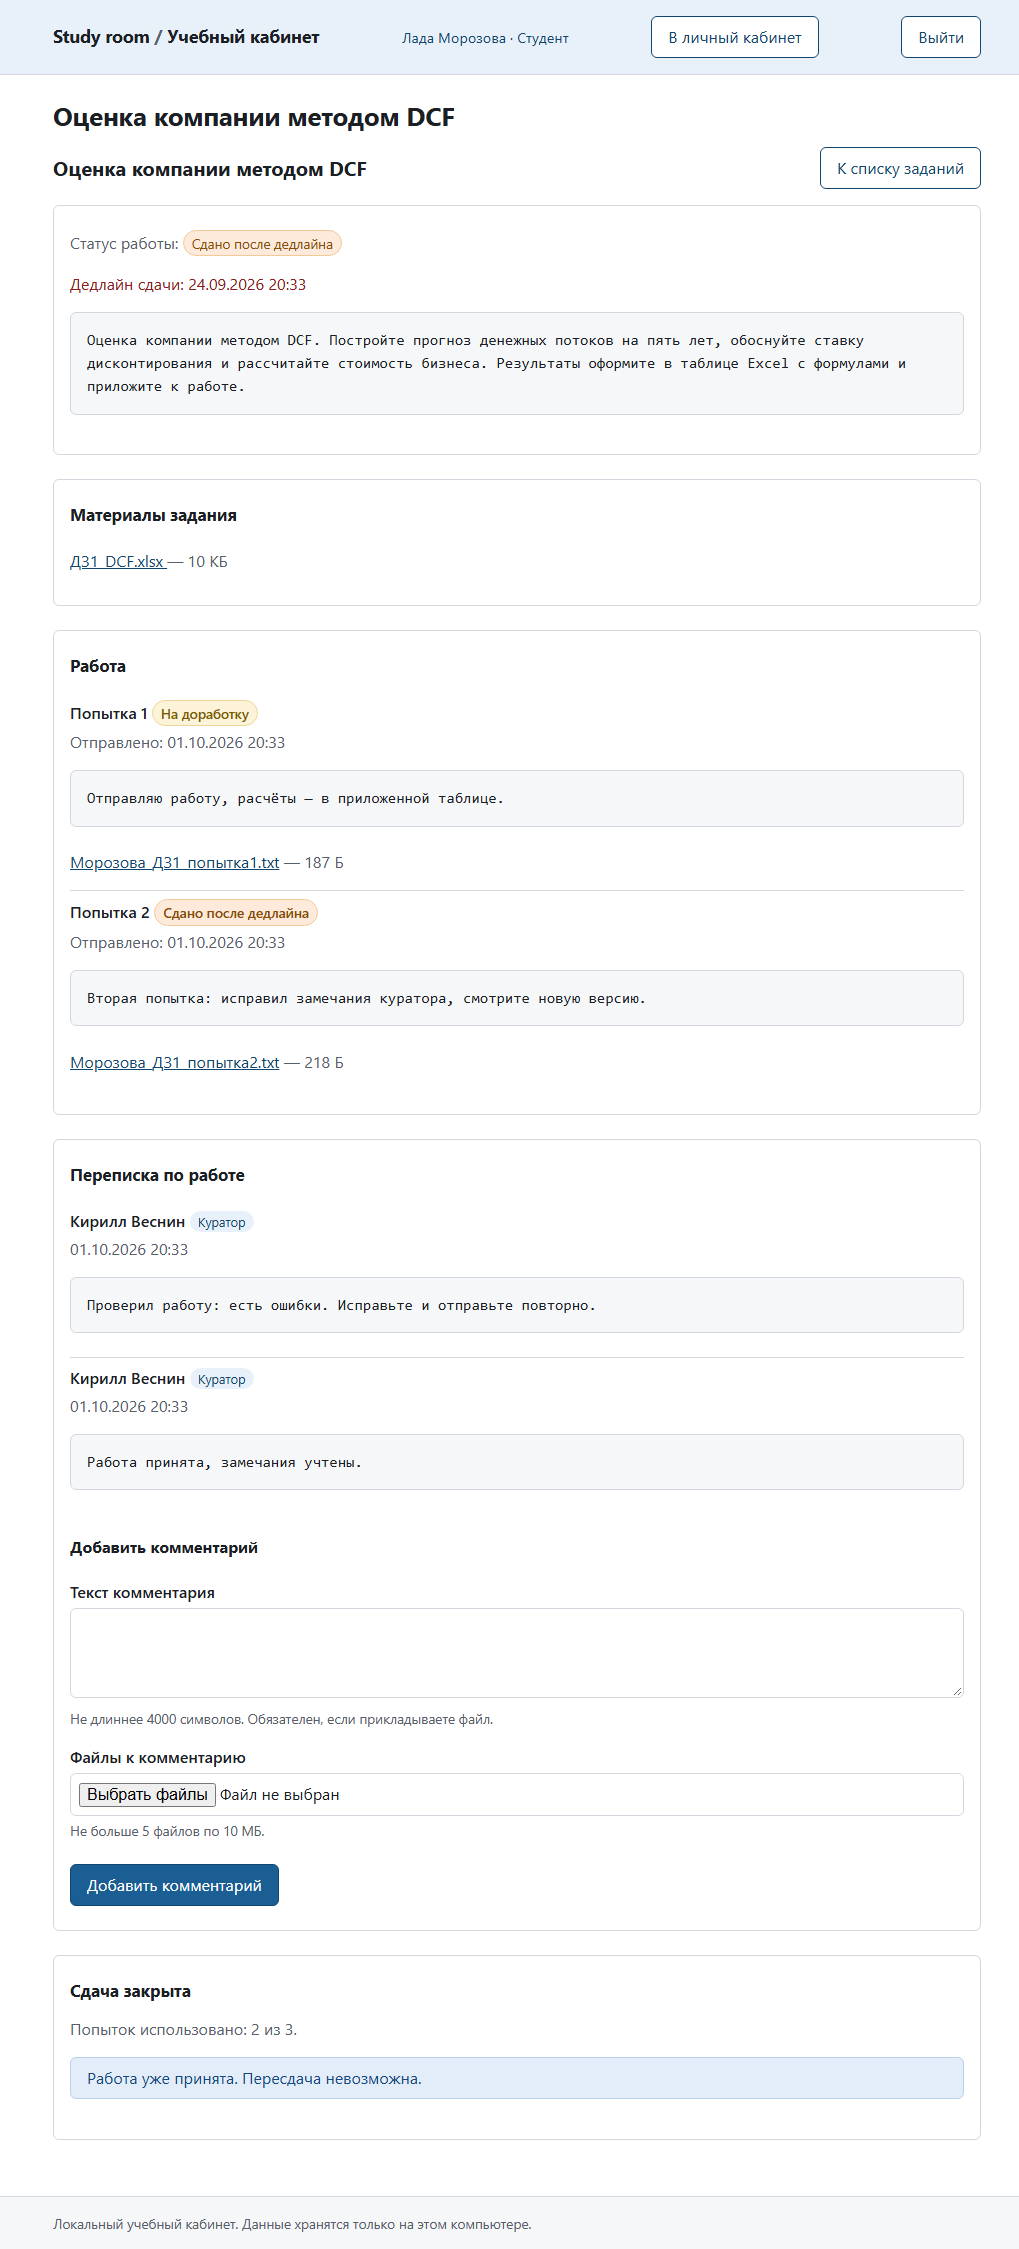 Study room / Учебный кабинет
Лада Морозова · Студент
В личный кабинет
Выйти
Оценка компании методом DCF
Оценка компании методом DCF
К списку заданий
Статус работы: Сдано после дедлайна
Дедлайн сдачи: 24.09.2026 20:33
Оценка компании методом DCF. Постройте прогноз денежных потоков на пять лет, обоснуйте ставку
дисконтирования и рассчитайте стоимость бизнеса. Результаты оформите в таблице Excel с формулами и
приложите к работе.
Материалы задания
ДЗ1_DCF.xlsx — 10 КБ
Работа
Попытка 1 На доработку
Отправлено: 01.10.2026 20:33
Отправляю работу, расчёты — в приложенной таблице.
Морозова_ДЗ1_попытка1.txt — 187 Б
Попытка 2 Сдано после дедлайна
Отправлено: 01.10.2026 20:33
Вторая попытка: исправил замечания куратора, смотрите новую версию.
Морозова_ДЗ1_попытка2.txt — 218 Б
Переписка по работе
Кирилл Веснин Куратор
01.10.2026 20:33
Проверил работу: есть ошибки. Исправьте и отправьте повторно.
Кирилл Веснин Куратор
01.10.2026 20:33
Работа принята, замечания учтены.
Добавить комментарий
Текст комментария
Не длиннее 4000 символов. Обязателен, если прикладываете файл.
Файлы к комментарию
Выбрать файлы Файл не выбран
Не больше 5 файлов по 10 МБ.
Добавить комментарий
Сдача закрыта
Попыток использовано: 2 из 3.
Работа уже принята. Пересдача невозможна.
Локальный учебный кабинет. Данные хранятся только на этом компьютере.